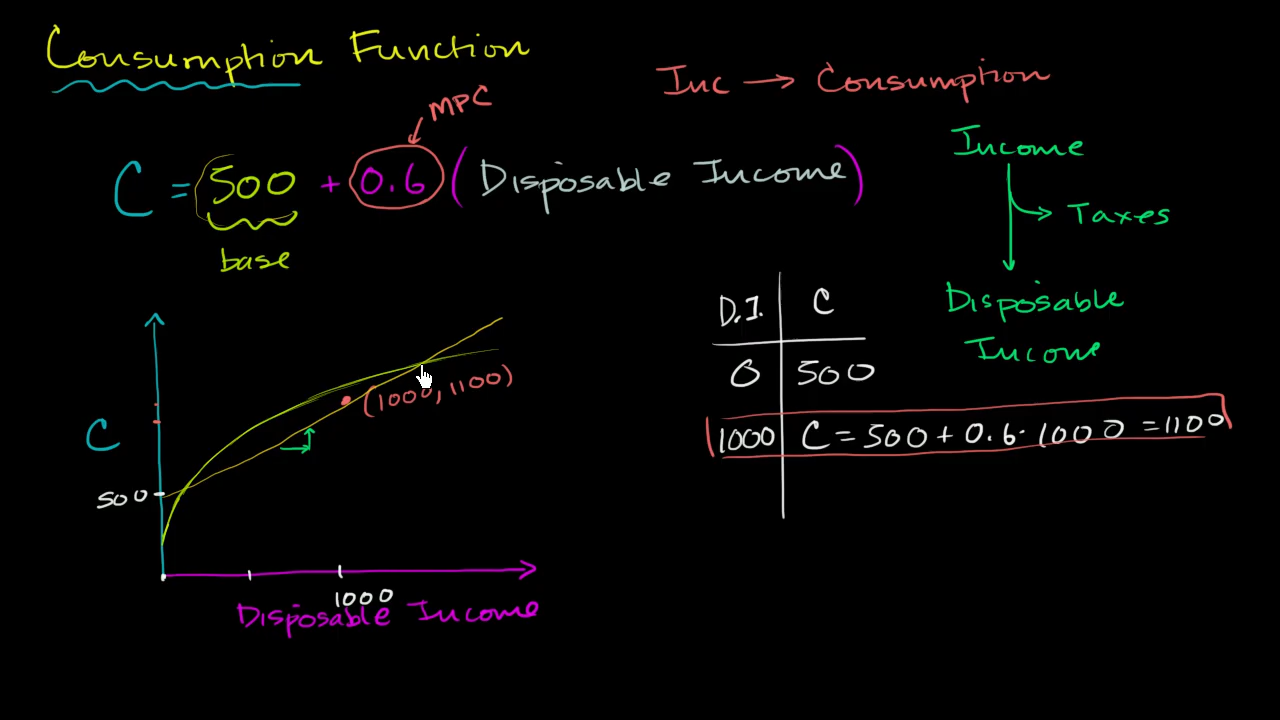 Consumption Function
Inc → Consumption
MPC
C = 500 + 0.6 (Disposable Income)
base
Income
Taxes
Disposable
Income
D.I. C
0 500
1000 C = 500 + 0.6 · 1000 = 1100
C
500
(1000, 1100)
1000
Disposable Income